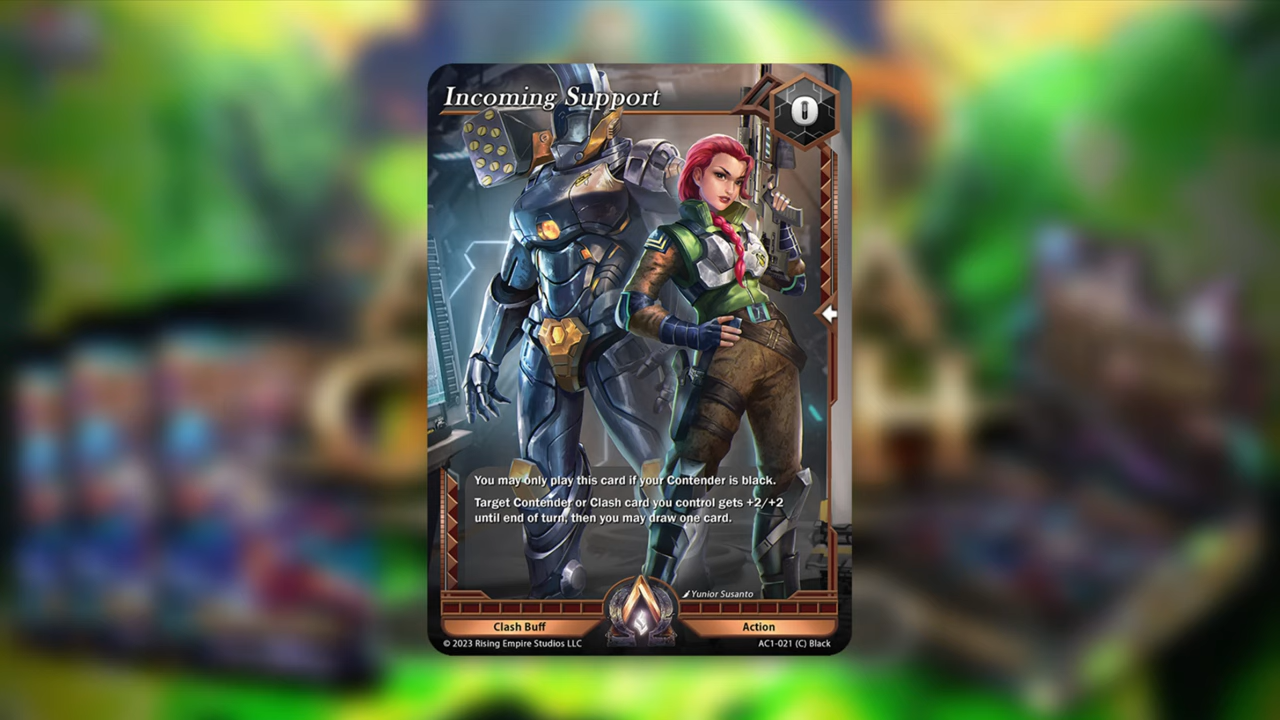 Incoming Support
0
You may only play this card if your Contender is black.
Target Contender or Clash card you control gets +2/+2
until end of turn, then you may draw one card.
Yunior Susanto
Clash Buff
Action
© 2023 Rising Empire Studios LLC
AC1-021 (C) Black